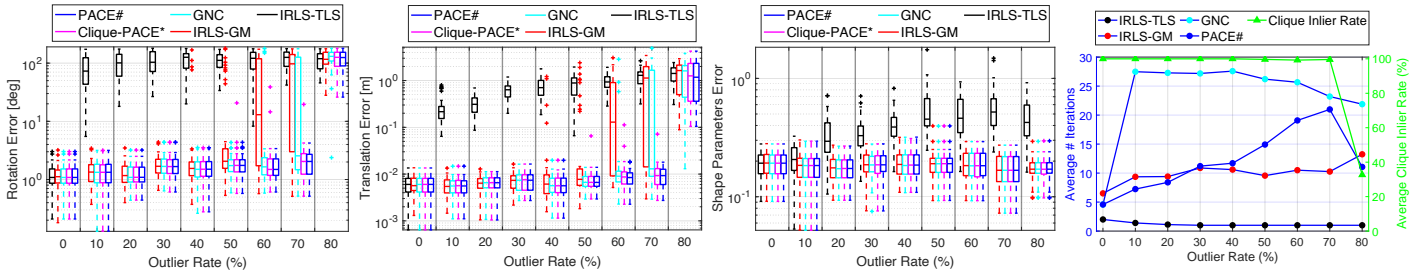 PACE# GNC IRLS-TLS
Clique-PACE* IRLS-GM
Rotation Error [deg]
10²
10¹
10⁰
0 10 20 30 40 50 60 70 80
Outlier Rate (%)
PACE# GNC IRLS-TLS
Clique-PACE* IRLS-GM
Translation Error [m]
10⁰
10⁻¹
10⁻²
10⁻³
0 10 20 30 40 50 60 70 80
Outlier Rate (%)
PACE# GNC IRLS-TLS
Clique-PACE* IRLS-GM
Shape Parameters Error
10⁰
10⁻¹
0 10 20 30 40 50 60 70 80
Outlier Rate (%)
IRLS-TLS GNC Clique Inlier Rate
IRLS-GM PACE#
Average # Iterations
30
25
20
15
10
5
0
0 10 20 30 40 50 60 70 80
Outlier Rate (%)
100
80
60
40
20
0
Average Clique Inlier Rate (%)